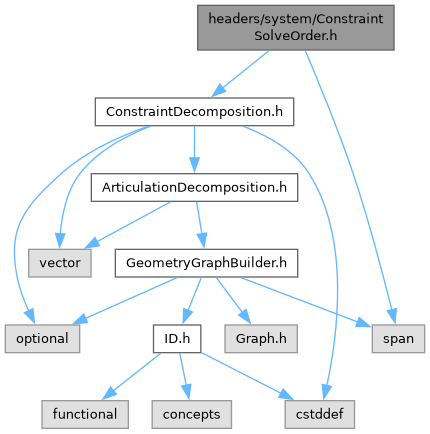 headers/system/Constraint
SolveOrder.h
ConstraintDecomposition.h
ArticulationDecomposition.h
vector
GeometryGraphBuilder.h
optional
ID.h
Graph.h
span
functional
concepts
cstddef